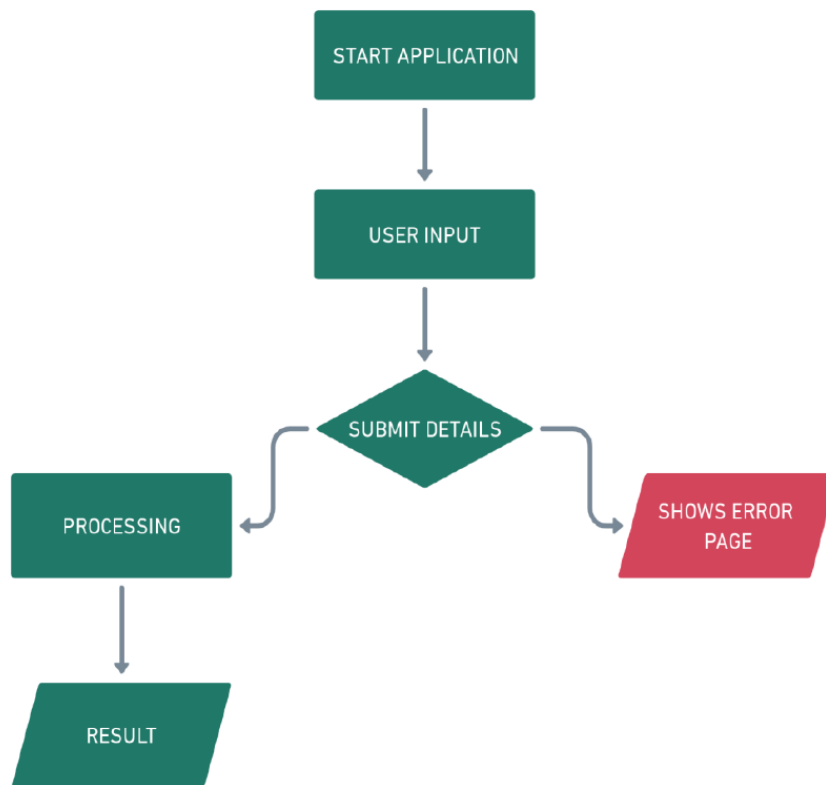 START APPLICATION
USER INPUT
SUBMIT DETAILS
PROCESSING
SHOWS ERROR
PAGE
RESULT